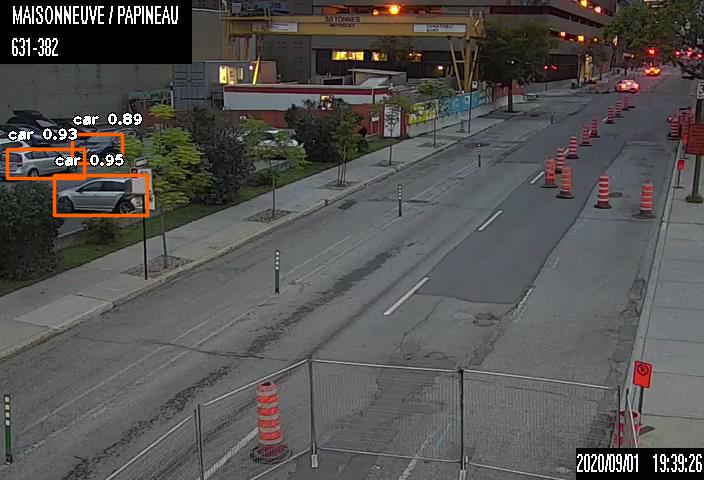 MAISONNEUVE / PAPINEAU
631-382
30 TONNES
car 0.89
car 0.93
car 0.95
2020/09/01 19:39:26